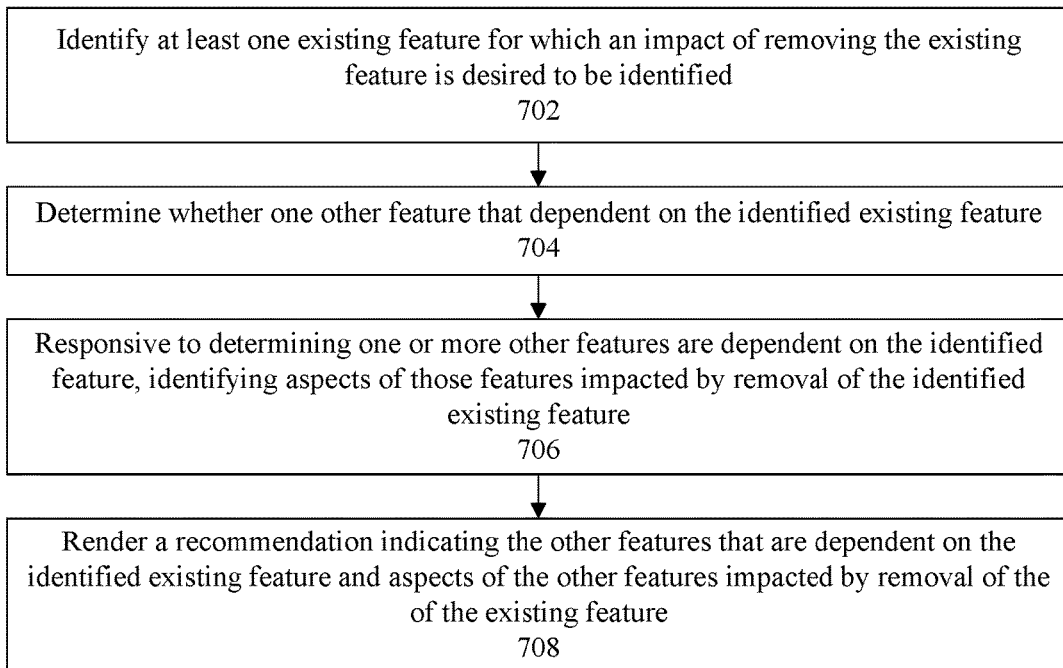 Identify at least one existing feature for which an impact of removing the existing
feature is desired to be identified
702
Determine whether one other feature that dependent on the identified existing feature
704
Responsive to determining one or more other features are dependent on the identified
feature, identifying aspects of those features impacted by removal of the identified
existing feature
706
Render a recommendation indicating the other features that are dependent on the
identified existing feature and aspects of the other features impacted by removal of the
of the existing feature
708